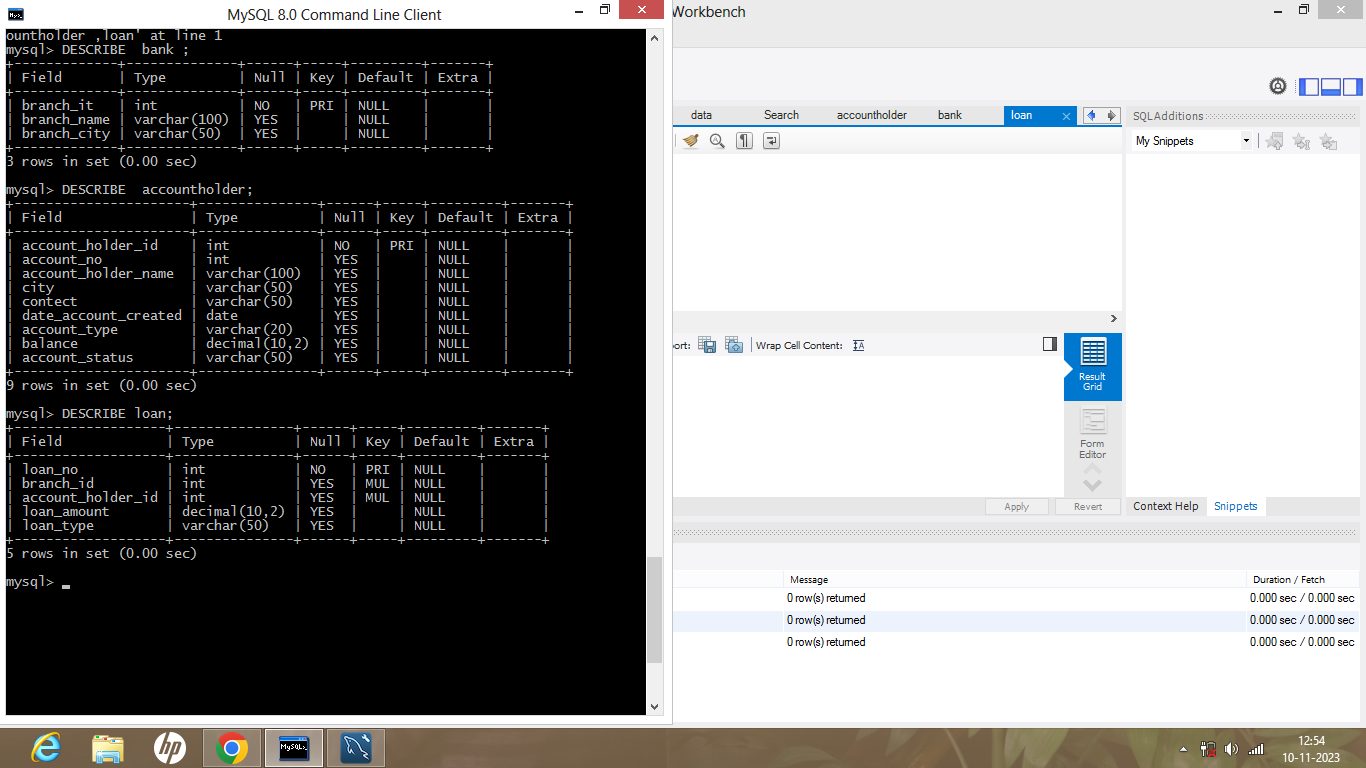 MySQL 8.0 Command Line Client
ountholder ,loan' at line 1
mysql> DESCRIBE  bank ;
+-------------+--------------+------+-----+---------+-------+
| Field       | Type         | Null | Key | Default | Extra |
+-------------+--------------+------+-----+---------+-------+
| branch_it   | int          | NO   | PRI | NULL    |       |
| branch_name | varchar(100) | YES  |     | NULL    |       |
| branch_city | varchar(50)  | YES  |     | NULL    |       |
+-------------+--------------+------+-----+---------+-------+
3 rows in set (0.00 sec)
mysql> DESCRIBE  accountholder;
+----------------------+---------------+------+-----+---------+-------+
| Field                | Type          | Null | Key | Default | Extra |
+----------------------+---------------+------+-----+---------+-------+
| account_holder_id    | int           | NO   | PRI | NULL    |       |
| account_no           | int           | YES  |     | NULL    |       |
| account_holder_name  | varchar(100)  | YES  |     | NULL    |       |
| city                 | varchar(50)   | YES  |     | NULL    |       |
| contect              | varchar(50)   | YES  |     | NULL    |       |
| date_account_created | date          | YES  |     | NULL    |       |
| account_type         | varchar(20)   | YES  |     | NULL    |       |
| balance              | decimal(10,2) | YES  |     | NULL    |       |
| account_status       | varchar(50)   | YES  |     | NULL    |       |
+----------------------+---------------+------+-----+---------+-------+
9 rows in set (0.00 sec)
mysql> DESCRIBE loan;
+-------------------+---------------+------+-----+---------+-------+
| Field             | Type          | Null | Key | Default | Extra |
+-------------------+---------------+------+-----+---------+-------+
| loan_no           | int           | NO   | PRI | NULL    |       |
| branch_id         | int           | YES  | MUL | NULL    |       |
| account_holder_id | int           | YES  | MUL | NULL    |       |
| loan_amount       | decimal(10,2) | YES  |     | NULL    |       |
| loan_type         | varchar(50)   | YES  |     | NULL    |       |
+-------------------+---------------+------+-----+---------+-------+
5 rows in set (0.00 sec)
mysql>
Workbench
data Search accountholder bank loan
SQLAdditions
My Snippets
ort: Wrap Cell Content:
Result
Grid
Form
Editor
Apply Revert
Context Help Snippets
Message Duration / Fetch
0 row(s) returned 0.000 sec / 0.000 sec
0 row(s) returned 0.000 sec / 0.000 sec
0 row(s) returned 0.000 sec / 0.000 sec
hp
MySQL>
12:54
10-11-2023